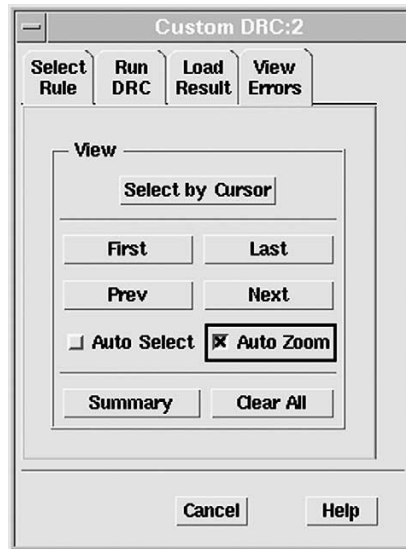 Custom DRC:2
Select Run Load View
Rule DRC Result Errors
View
Select by Cursor
First Last
Prev Next
Auto Select Auto Zoom
Summary Clear All
Cancel Help